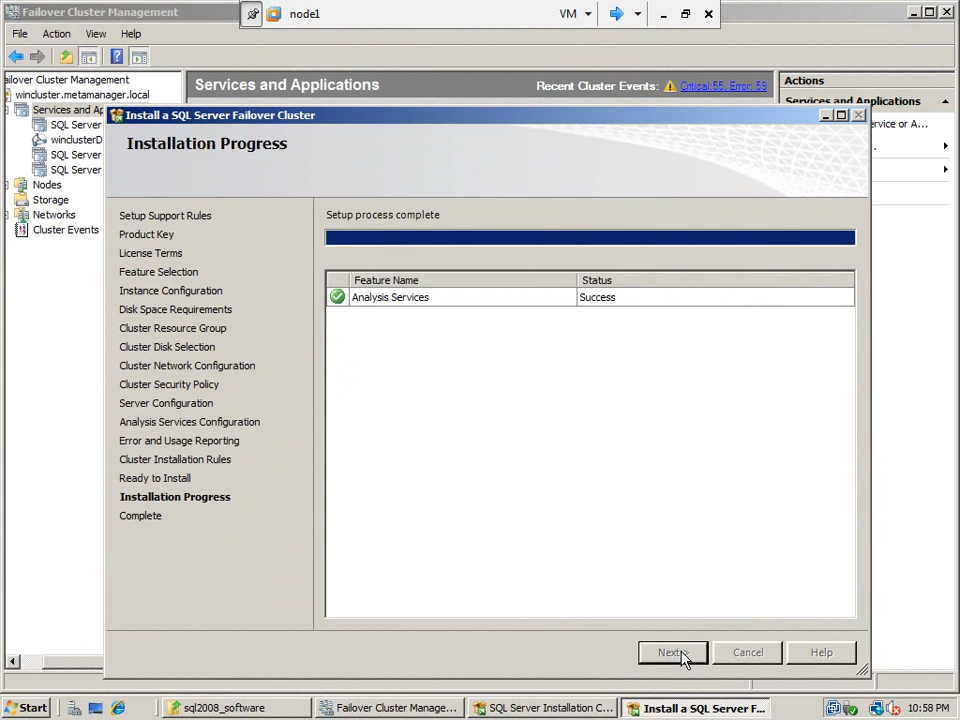 Failover Cluster Management
node1
VM
File Action View Help
ailover Cluster Management
wincluster.metamanager.local
Services and Ap
SQL Server
winclusterD
SQL Server
SQL Server
Nodes
Storage
Networks
Cluster Events
Services and Applications
Recent Cluster Events: Critical:55, Error: 59
Actions
Services and Applications
ervice or A...
.
Install a SQL Server Failover Cluster
Installation Progress
Setup Support Rules
Product Key
License Terms
Feature Selection
Instance Configuration
Disk Space Requirements
Cluster Resource Group
Cluster Disk Selection
Cluster Network Configuration
Cluster Security Policy
Server Configuration
Analysis Services Configuration
Error and Usage Reporting
Cluster Installation Rules
Ready to Install
Installation Progress
Complete
Setup process complete
Feature Name Status
Analysis Services Success
Next > Cancel Help
Start
sql2008_software
Failover Cluster Manage...
SQL Server Installation C...
Install a SQL Server F...
10:58 PM